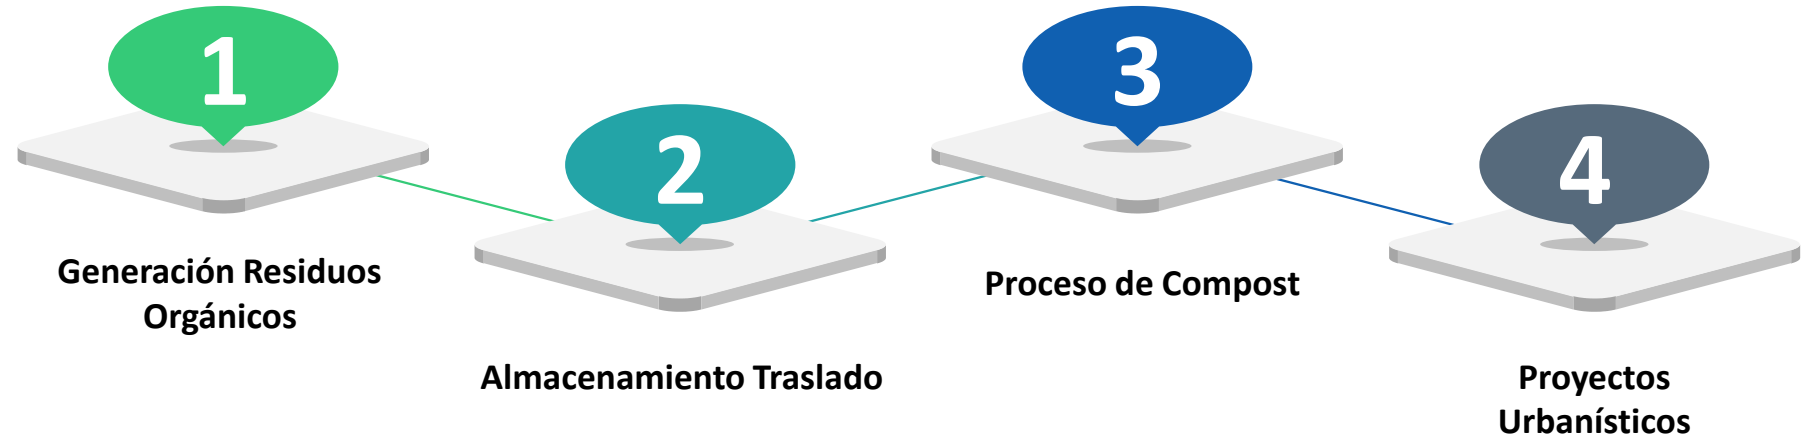 1
Generación Residuos
Orgánicos
2
Almacenamiento Traslado
3
Proceso de Compost
4
Proyectos
Urbanísticos